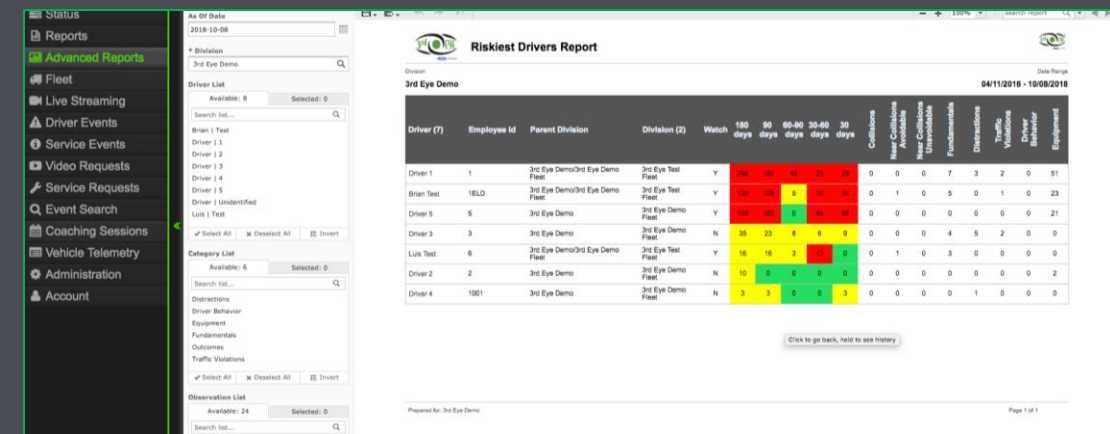 Status
Reports
Advanced Reports
Fleet
Live Streaming
Driver Events
Service Events
Video Requests
Service Requests
Event Search
Coaching Sessions
Vehicle Telemetry
Administration
Account
As Of Date
2018-10-08
* Division
3rd Eye Demo
Driver List
Available: 8 Selected: 0
Search list...
Brian | Test
Driver | 1
Driver | 2
Driver | 3
Driver | 4
Driver | 5
Driver | Unidentified
Luis | Test
Select All Deselect All Invert
Category List
Available: 6 Selected: 0
Search list...
Distractions
Driver Behavior
Equipment
Fundamentals
Outcomes
Traffic Violations
Select All Deselect All Invert
Observation List
Available: 24 Selected: 0
Search list...
100% search report
Riskiest Drivers Report
Division Date Range
3rd Eye Demo 04/11/2018 - 10/08/2018
Driver (7) Employee Id Parent Division Division (2) Watch 180 days 90 days 60-90 days 30-60 days 30 days Collisions Near Collisions Avoidable Near Collisions Unavoidable Fundamentals Distractions Traffic Violations Driver Behavior Equipment
Driver 1 1 3rd Eye Demo/3rd Eye Demo Fleet 3rd Eye Test Fleet Y 0 0 0 7 3 2 0 51
Brian Test 1ELD 3rd Eye Demo/3rd Eye Demo Fleet 3rd Eye Test Fleet Y 9 0 1 0 5 0 1 0 23
Driver 5 5 3rd Eye Demo 3rd Eye Demo Fleet Y 0 0 0 0 0 0 0 0 21
Driver 3 3 3rd Eye Demo 3rd Eye Demo Fleet N 35 23 8 6 9 0 0 0 4 5 2 0 0
Luis Test 6 3rd Eye Demo/3rd Eye Demo Fleet 3rd Eye Test Fleet Y 16 16 3 13 0 0 1 0 3 0 0 0 0
Driver 2 2 3rd Eye Demo 3rd Eye Demo Fleet N 10 0 0 0 0 0 0 0 0 0 0 0 2
Driver 4 1001 3rd Eye Demo 3rd Eye Demo Fleet N 3 3 0 0 3 0 0 0 0 1 0 0 0
Click to go back, hold to see history
Prepared for: 3rd Eye Demo Page 1 of 1